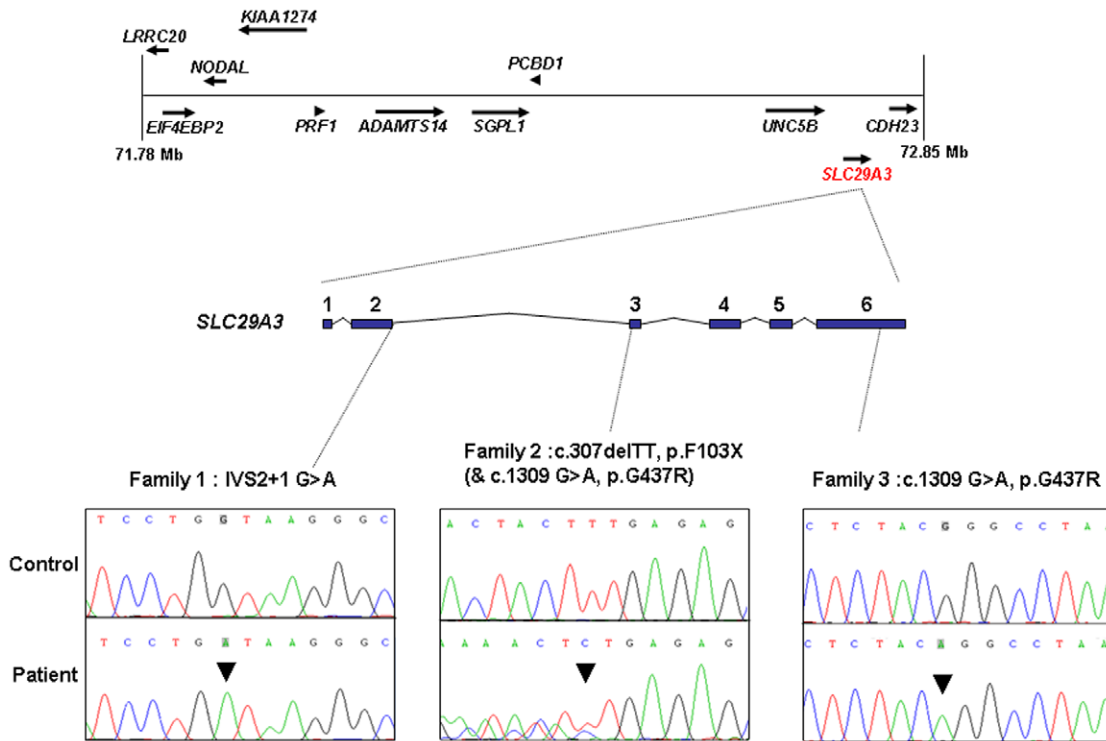 KIAA1274
LRRC20
NODAL
PCBD1
EIF4EBP2
PRF1
ADAMTS14
SGPL1
UNC5B
CDH23
71.78 Mb
72.85 Mb
SLC29A3
1 2 3 4 5 6
SLC29A3
Family 1 : IVS2+1 G>A
Family 2 :c.307delTT, p.F103X
(& c.1309 G>A, p.G437R)
Family 3 :c.1309 G>A, p.G437R
Control
T C C T G G T A A G G G C
A C T A C T T T G A G A G
C T C T A C G G G C C T A A
Patient
T C C T G A T A A G G G C
A A A A C T C T G A G A G
C T C T A C A G G C C T A A